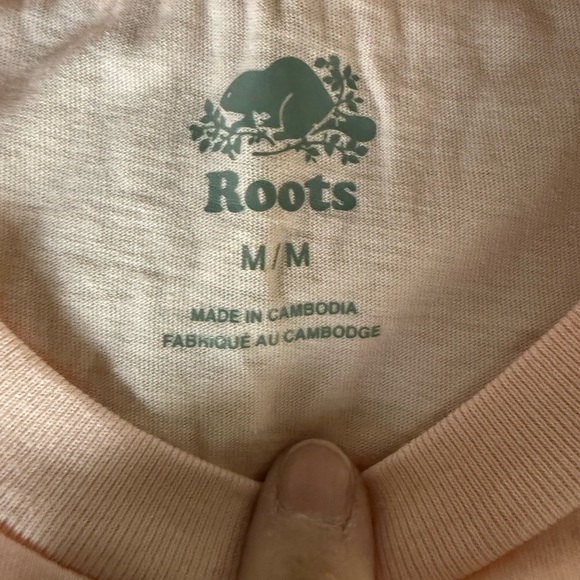 Roots
M/M
MADE IN CAMBODIA
FABRIQUÉ AU CAMBODGE